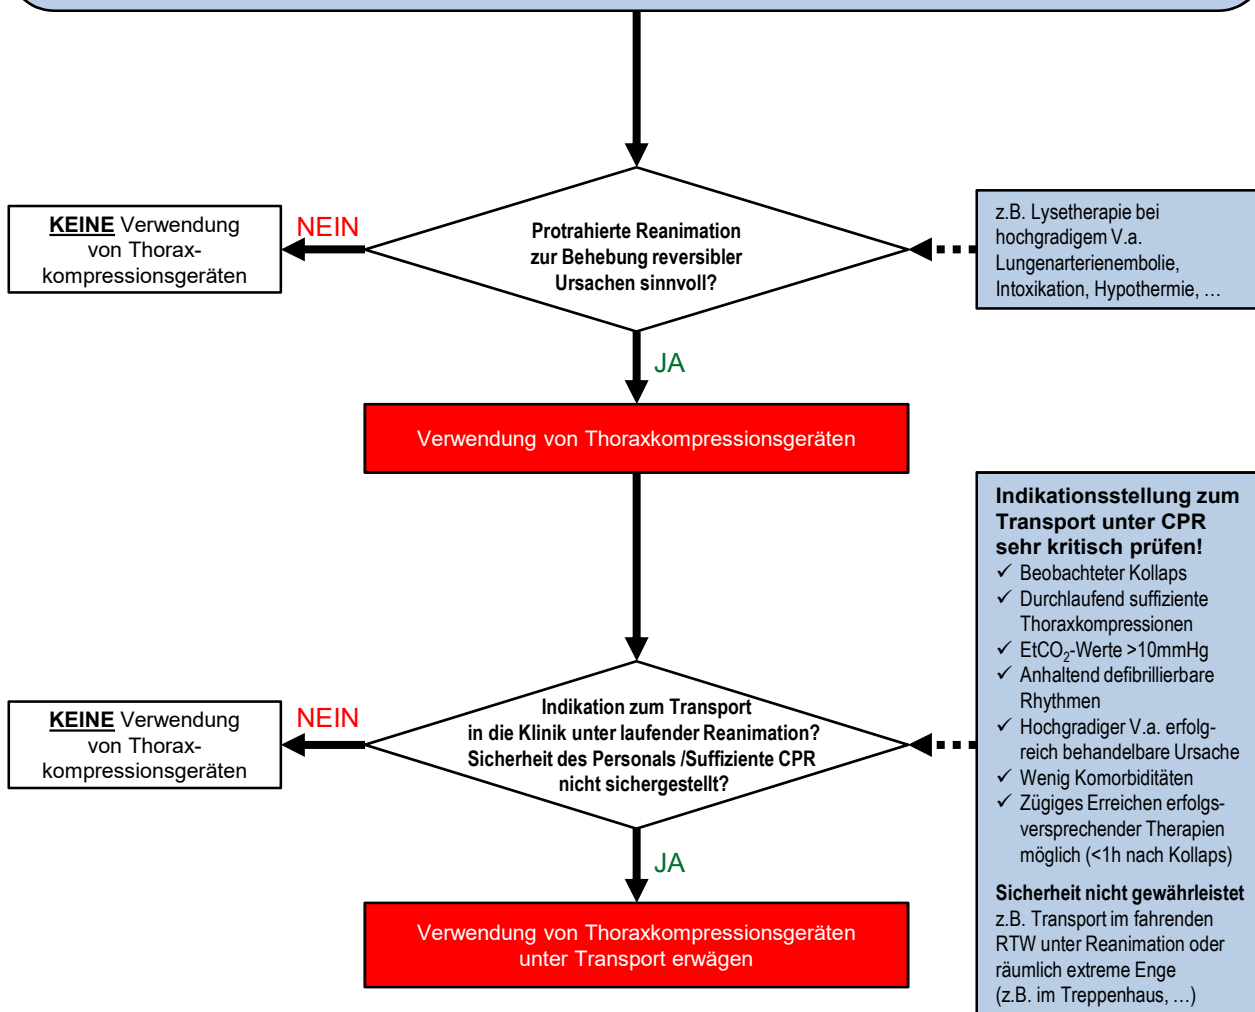 Protrahierte Reanimation
zur Behebung reversibler
Ursachen sinnvoll?
NEIN
KEINE Verwendung
von Thorax-
kompressionsgeräten
z.B. Lysetherapie bei
hochgradigem V.a.
Lungenarterienembolie,
Intoxikation, Hypothermie, …
JA
Verwendung von Thoraxkompressionsgeräten
Indikation zum Transport
in die Klinik unter laufender Reanimation?
Sicherheit des Personals /Suffiziente CPR
nicht sichergestellt?
NEIN
KEINE Verwendung
von Thorax-
kompressionsgeräten
Indikationsstellung zum
Transport unter CPR
sehr kritisch prüfen!
✓ Beobachteter Kollaps
✓ Durchlaufend suffiziente
Thoraxkompressionen
✓ EtCO₂-Werte >10mmHg
✓ Anhaltend defibrillierbare
Rhythmen
✓ Hochgradiger V.a. erfolg-
reich behandelbare Ursache
✓ Wenig Komorbiditäten
✓ Zügiges Erreichen erfolgs-
versprechender Therapien
möglich (<1h nach Kollaps)
Sicherheit nicht gewährleistet
z.B. Transport im fahrenden
RTW unter Reanimation oder
räumlich extreme Enge
(z.B. im Treppenhaus, …)
JA
Verwendung von Thoraxkompressionsgeräten
unter Transport erwägen